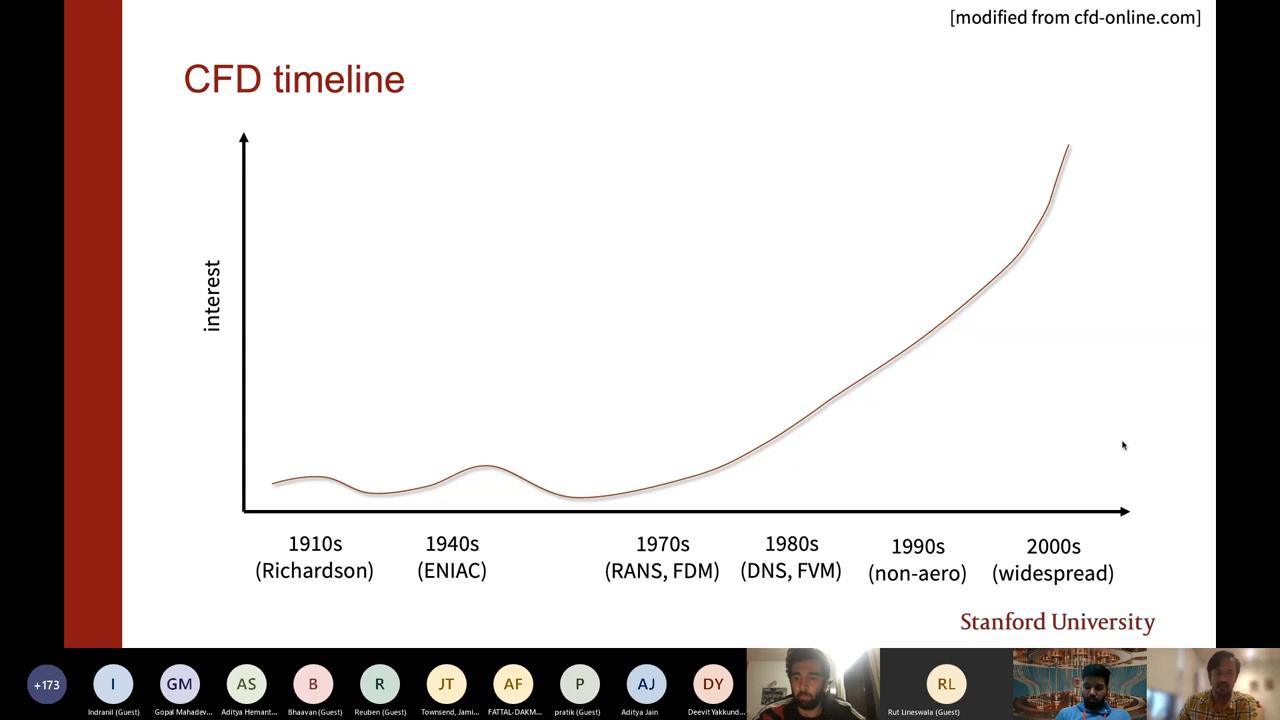 [modified from cfd-online.com]
CFD timeline
interest
1910s
(Richardson)
1940s
(ENIAC)
1970s
(RANS, FDM)
1980s
(DNS, FVM)
1990s
(non-aero)
2000s
(widespread)
Stanford University
+173
I
GM
AS
B
R
JT
AF
P
AJ
DY
RL
Indranil (Guest)
Gopal Mahadev...
Aditya Hemant...
Bhaavan (Guest)
Reuben (Guest)
Townsend, Jami...
FATTAL-DAKM...
pratik (Guest)
Aditya Jain
Deevit Yakkund...
Rut Lineswala (Guest)